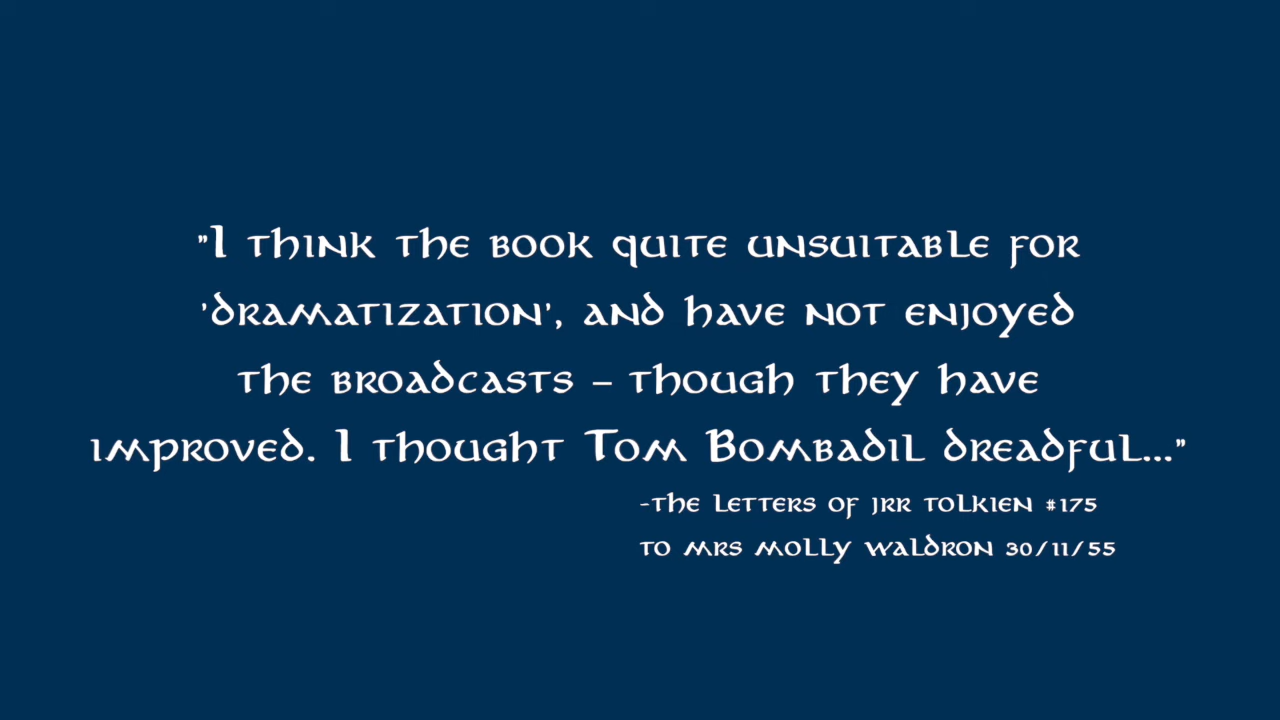 "I think the book quite unsuitable for
'dramatization', and have not enjoyed
the broadcasts – though they have
improved. I thought Tom Bombadil dreadful..."
-the letters of jrr tolkien #175
to mrs molly waldron 30/11/55